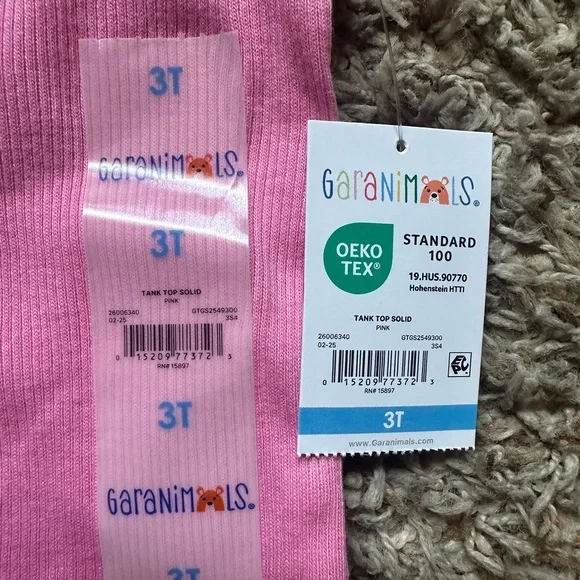 3T
GaRaNiMALS®
3T
TANK TOP SOLID
PINK
26006340 GTGS2549300
02-25 3S4
0 15209 77372 3
RN# 15897
3T
GaRaNiMALS®
3T
GaRaNiMALS®
OEKO
TEX®
STANDARD
100
19.HUS.90770
Hohenstein HTTI
TANK TOP SOLID
PINK
26006340 GTGS2549300
02-25 3S4
0 15209 77372 3
RN# 15897
EPC
3T
www.Garanimals.com